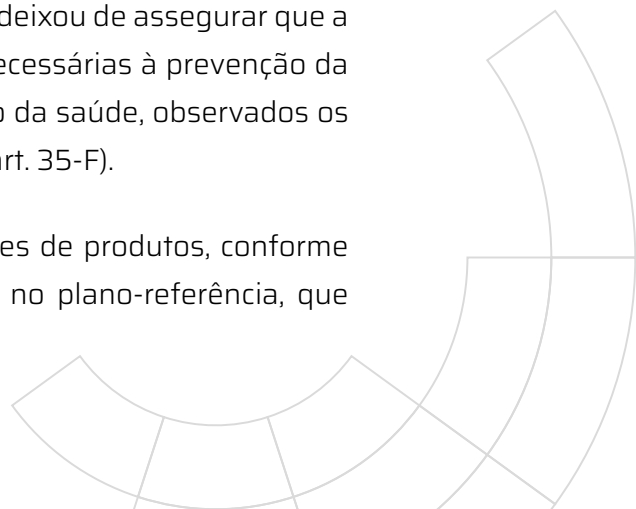 deixou de assegurar que a
ecessárias à prevenção da
o da saúde, observados os
art. 35-F).
es de produtos, conforme
no plano-referência, que